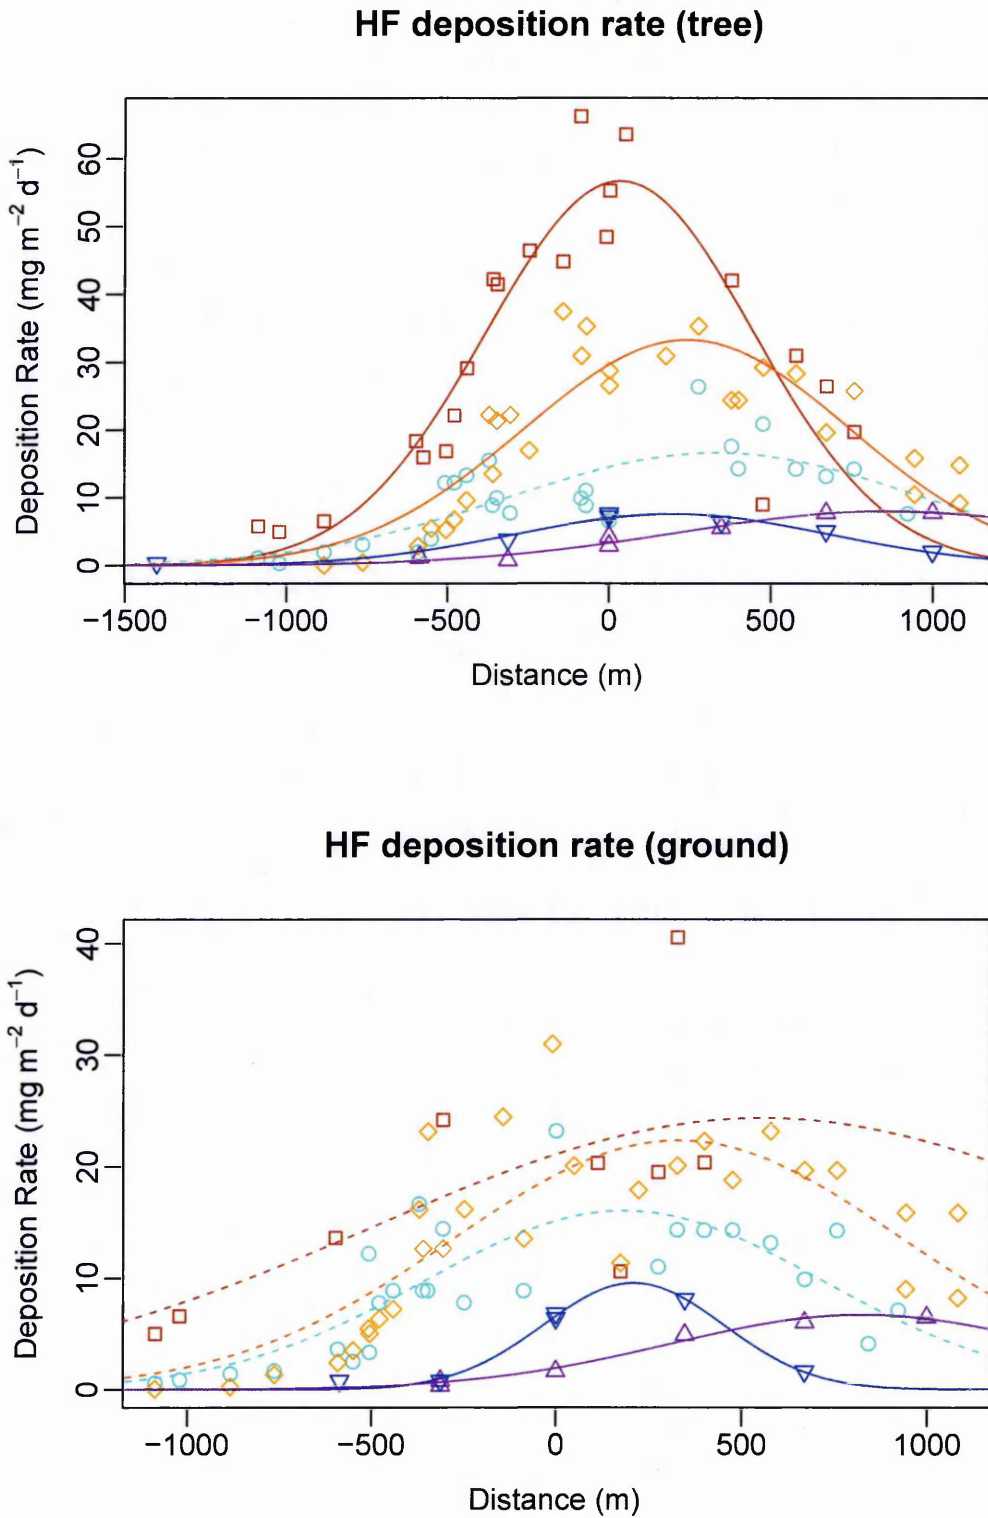 HF deposition rate (tree)
Deposition Rate (mg m−2 d−1)
60
50
40
30
20
10
0
−1500 −1000 −500 0 500 1000
Distance (m)
HF deposition rate (ground)
Deposition Rate (mg m−2 d−1)
40
30
20
10
0
−1000 −500 0 500 1000
Distance (m)